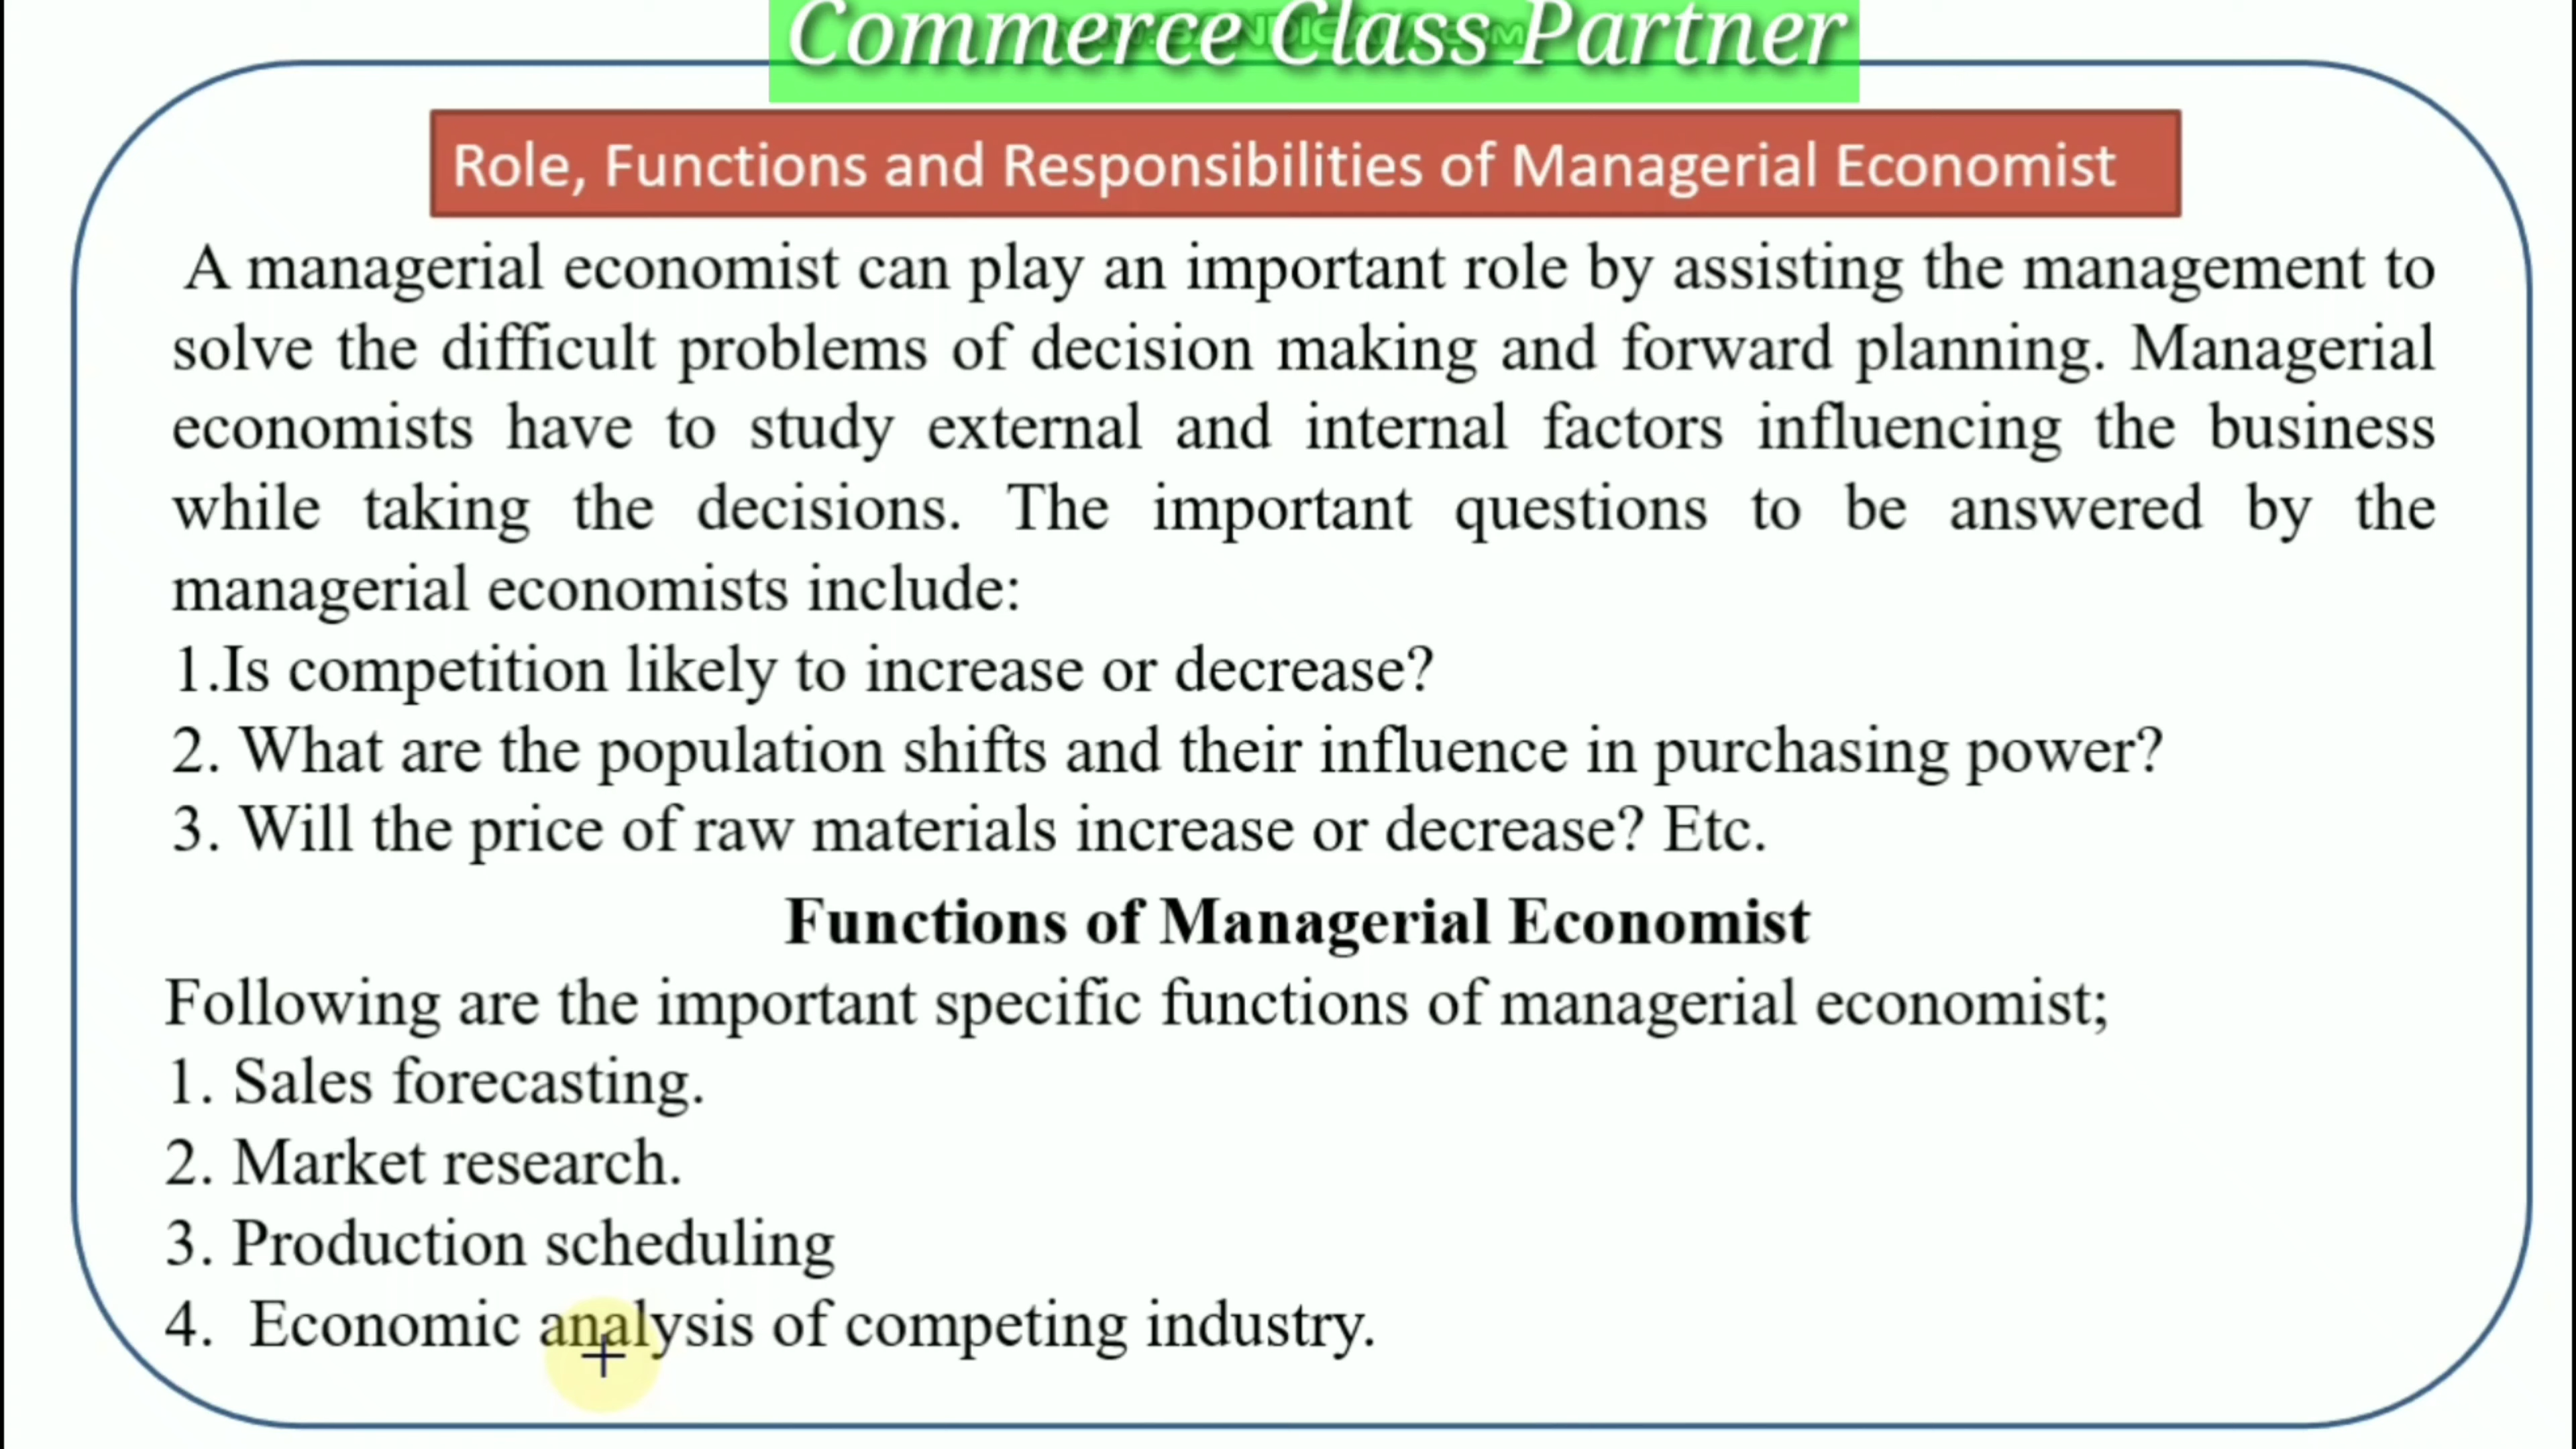 Commerce Class Partner
Role, Functions and Responsibilities of Managerial Economist
A managerial economist can play an important role by assisting the management to
solve the difficult problems of decision making and forward planning. Managerial
economists have to study external and internal factors influencing the business
while taking the decisions. The important questions to be answered by the
managerial economists include:
1.Is competition likely to increase or decrease?
2. What are the population shifts and their influence in purchasing power?
3. Will the price of raw materials increase or decrease? Etc.
Functions of Managerial Economist
Following are the important specific functions of managerial economist;
1. Sales forecasting.
2. Market research.
3. Production scheduling
4. Economic analysis of competing industry.